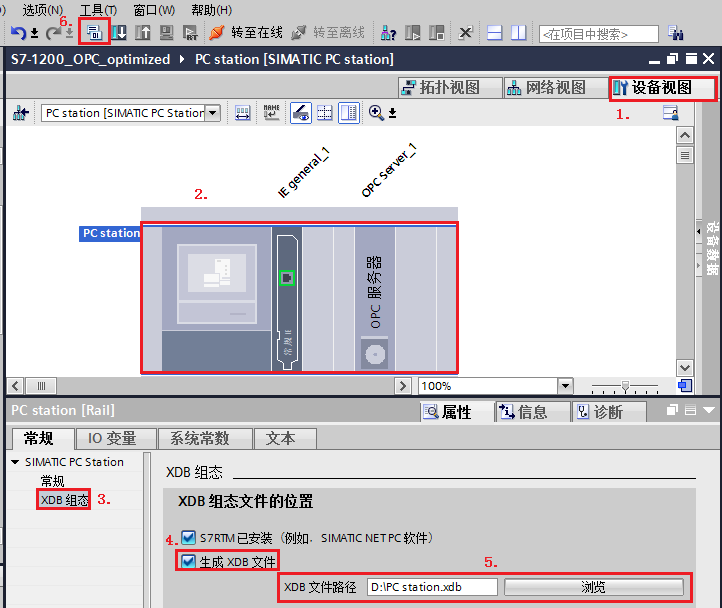 选项(N) 工具(T) 窗口(W) 帮助(H)
6.
转至在线 转至离线 <在项目中搜索>
S7-1200_OPC_optimized ▸ PC station [SIMATIC PC station]
拓扑视图 网络视图 设备视图
1.
PC station [SIMATIC PC Station
IE general_1 OPC Server_1
2.
PC station
OPC 服务器
常规 IE
设备数据
100%
PC station [Rail] 属性 信息 诊断
常规 IO 变量 系统常数 文本
SIMATIC PC Station
常规
XDB 组态 3.
XDB 组态
XDB 组态文件的位置
4. S7RTM 已安装（例如，SIMATIC NET PC 软件）
生成 XDB 文件
5.
XDB 文件路径 D:\PC station.xdb 浏览